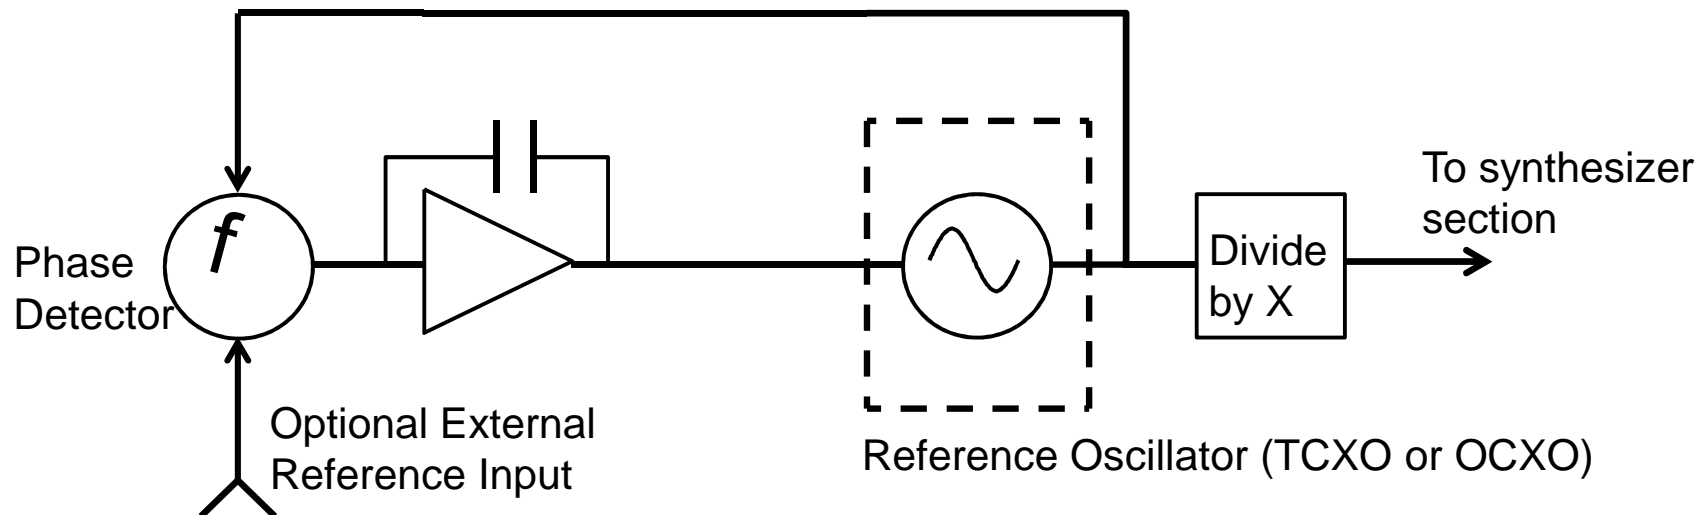 To synthesizer
section
f
Phase
Detector
Divide
by X
Optional External
Reference Input
Reference Oscillator (TCXO or OCXO)